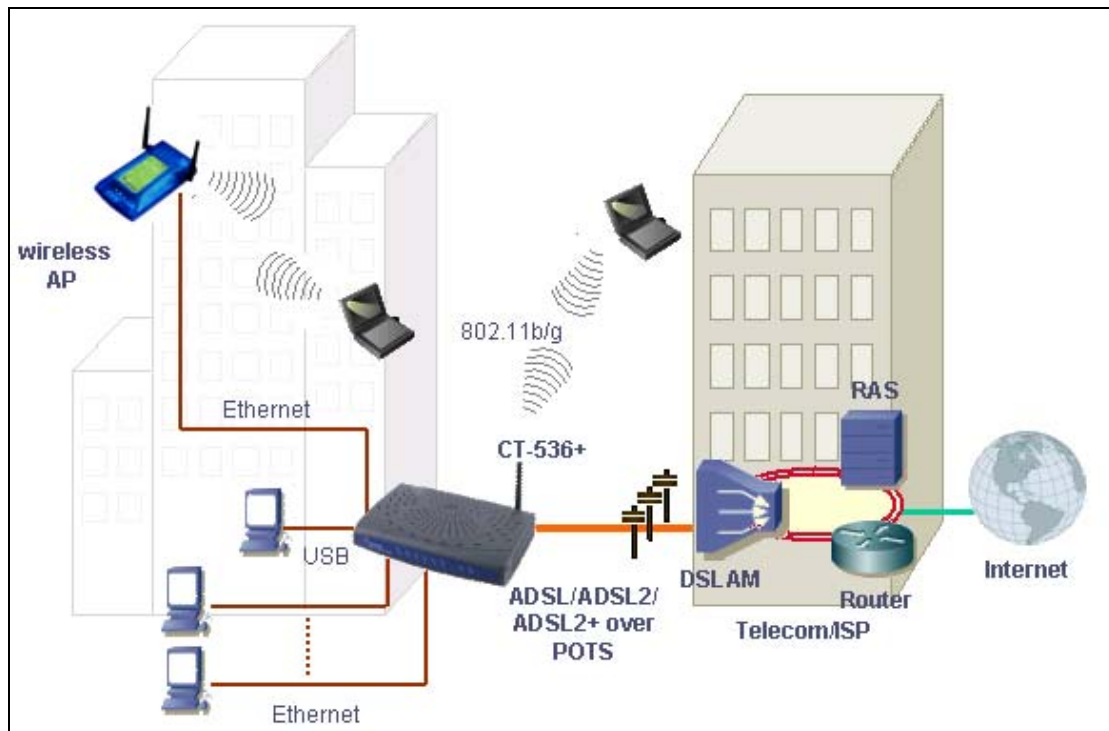 wireless
AP
802.11b/g
Ethernet
RAS
CT-536+
USB
DSLAM
Router
Internet
ADSL/ADSL2/
ADSL2+ over
POTS
Telecom/ISP
Ethernet